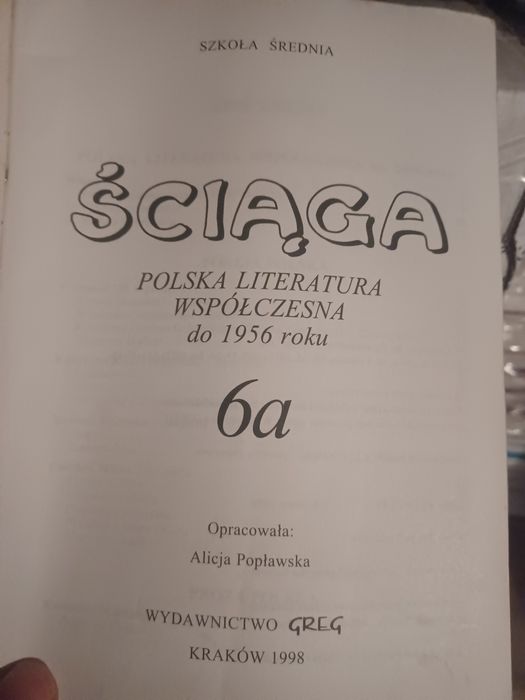 SZKOŁA ŚREDNIA
ŚCIĄGA
POLSKA LITERATURA
WSPÓŁCZESNA
do 1956 roku
6a
Opracowała:
Alicja Popławska
WYDAWNICTWO GREG
KRAKÓW 1998